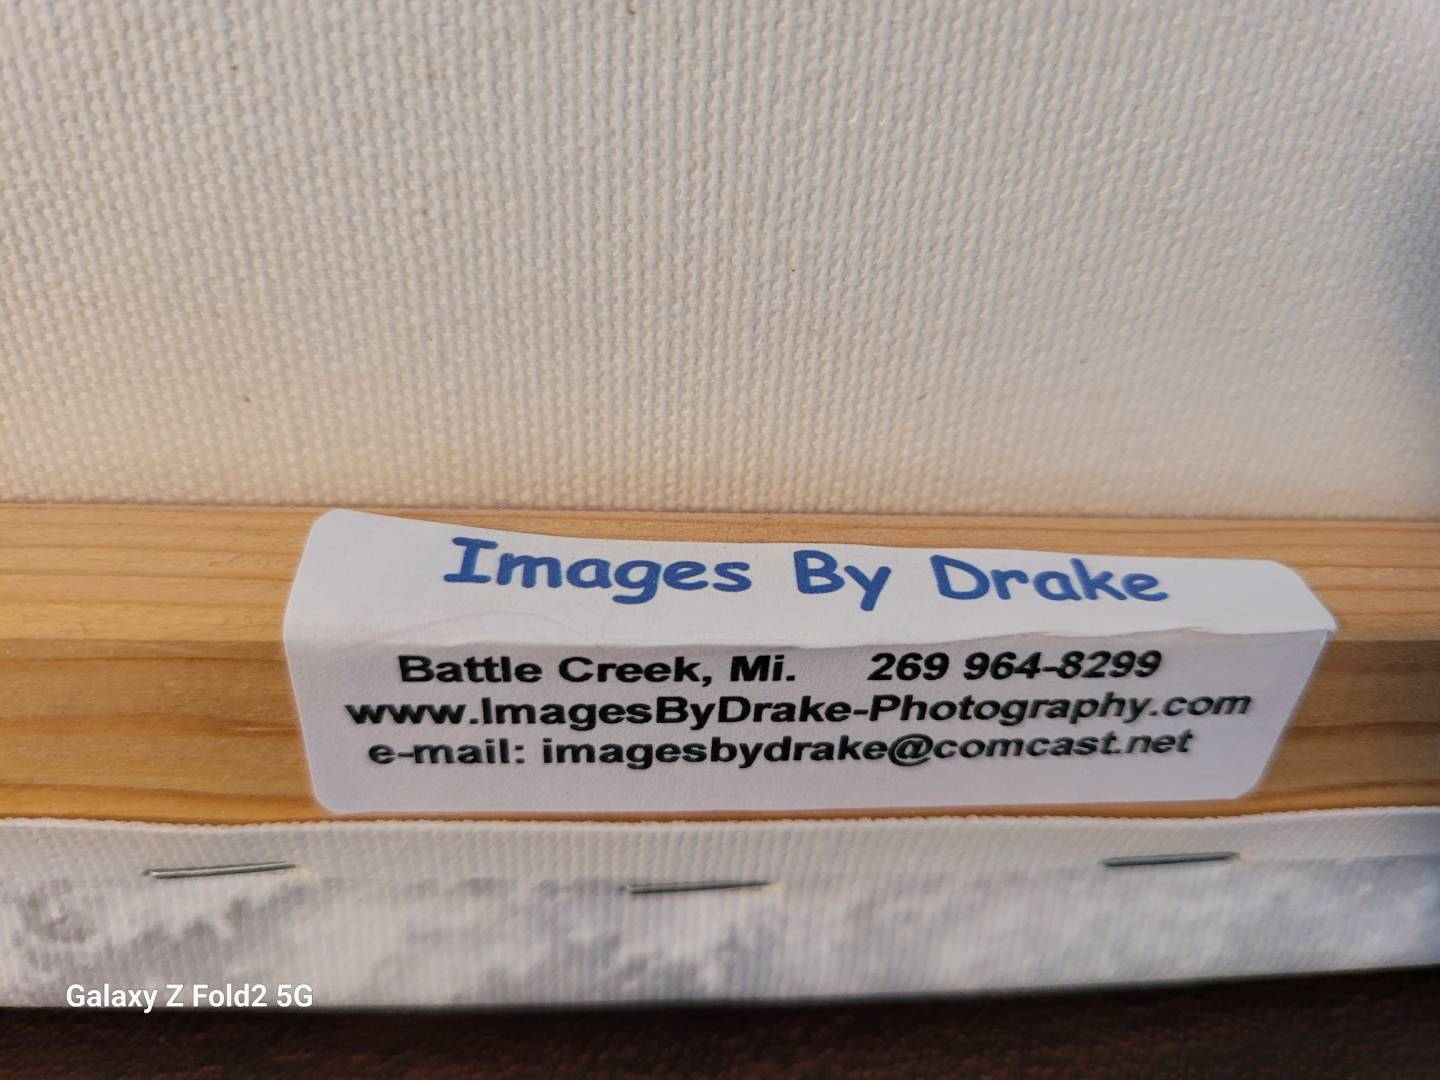 Images By Drake
Battle Creek, Mi. 269 964-8299
www.ImagesByDrake-Photography.com
e-mail: imagesbydrake@comcast.net
Galaxy Z Fold2 5G